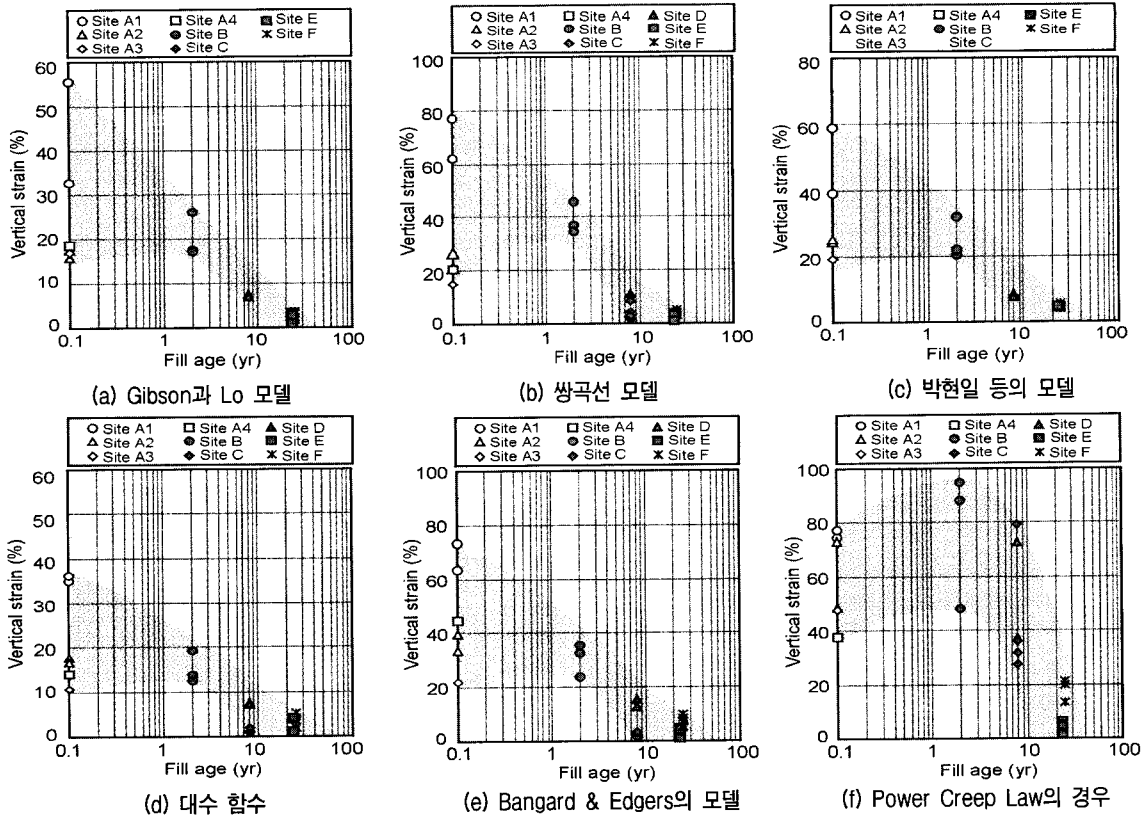 Site A1 Site A4 Site E
Site A2 Site B Site F
Site A3 Site C
60
50
40
30
20
10
0
Vertical strain (%)
0.1 1 10 100
Fill age (yr)
(a) Gibson과 Lo 모델
Site A1 Site A4 Site D
Site A2 Site B Site E
Site A3 Site C Site F
100
80
60
40
20
0
Vertical strain (%)
0.1 1 10 100
Fill age (yr)
(b) 쌍곡선 모델
Site A1 Site A4 Site E
Site A2 Site B Site F
Site A3 Site C
80
60
40
20
0
Vertical strain (%)
0.1 1 10 100
Fill age (yr)
(c) 박현일 등의 모델
Site A1 Site A4 Site D
Site A2 Site B Site E
Site A3 Site C Site F
60
50
40
30
20
10
0
Vertical strain (%)
0.1 1 10 100
Fill age (yr)
(d) 대수 함수
Site A1 Site A4 Site D
Site A2 Site B Site E
Site A3 Site C Site F
100
80
60
40
20
0
Vertical strain (%)
0.1 1 10 100
Fill age (yr)
(e) Bangard & Edgers의 모델
Site A1 Site A4 Site D
Site A2 Site B Site E
Site A3 Site C Site F
100
80
60
40
20
0
Vertical strain (%)
0.1 1 10 100
Fill age (yr)
(f) Power Creep Law의 경우